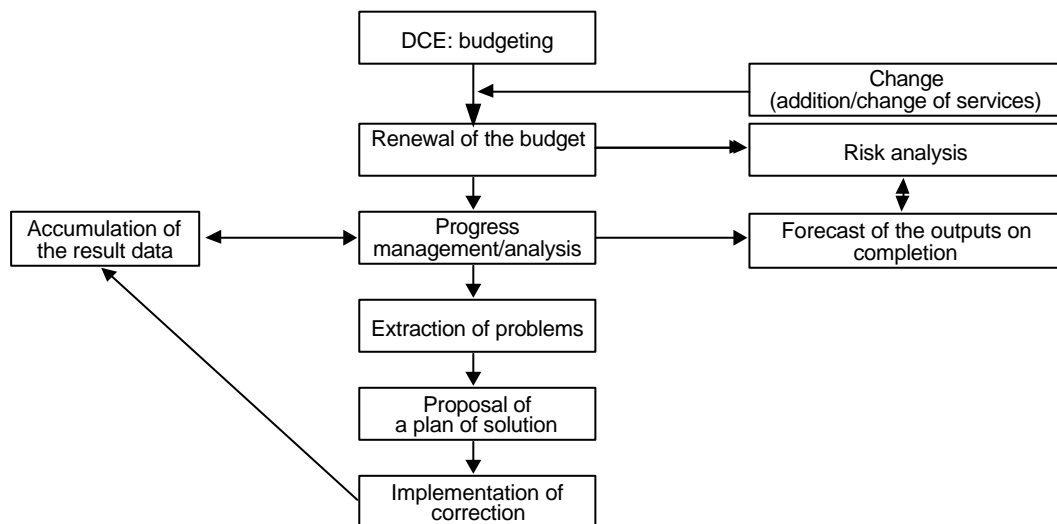 DCE: budgeting
Change
(addition/change of services)
Renewal of the budget
Risk analysis
Accumulation of
the result data
Progress
management/analysis
Forecast of the outputs on
completion
Extraction of problems
Proposal of
a plan of solution
Implementation of
correction